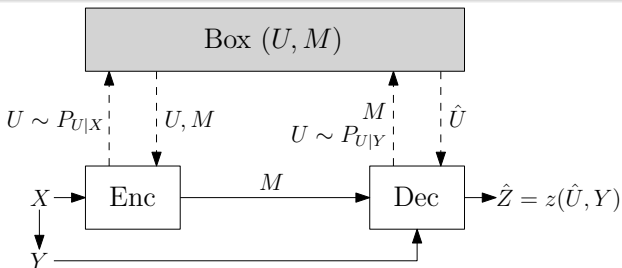 Box (U, M)
U ∼ P_{U|X}
U, M
M
U ∼ P_{U|Y}
Û
X
Enc
M
Dec
Ẑ = z(Û, Y)
Y